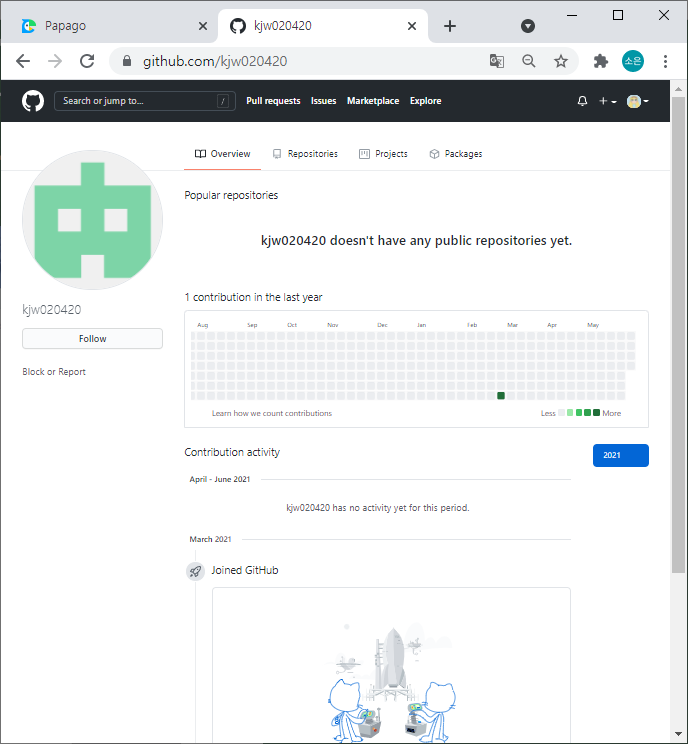 Papago
kjw020420
github.com/kjw020420
소은
Search or jump to...
/
Pull requests
Issues
Marketplace
Explore
Overview
Repositories
Projects
Packages
Popular repositories
kjw020420 doesn't have any public repositories yet.
kjw020420
Follow
Block or Report
1 contribution in the last year
Aug Sep Oct Nov Dec Jan Feb Mar Apr May
Learn how we count contributions
Less
More
Contribution activity
2021
April - June 2021
kjw020420 has no activity yet for this period.
March 2021
Joined GitHub